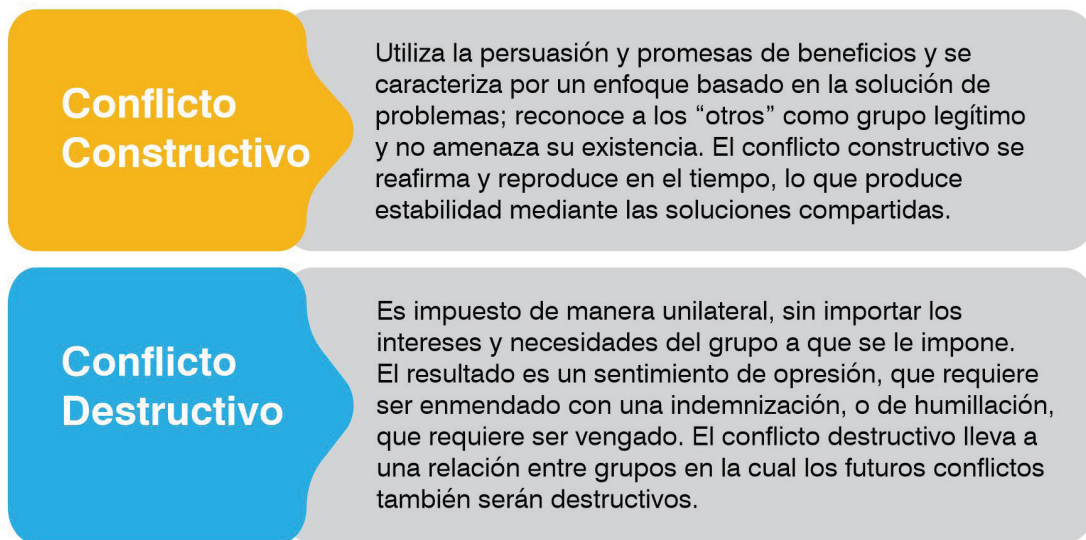 Conflicto
Constructivo
Utiliza la persuasión y promesas de beneficios y se
caracteriza por un enfoque basado en la solución de
problemas; reconoce a los “otros” como grupo legítimo
y no amenaza su existencia. El conflicto constructivo se
reafirma y reproduce en el tiempo, lo que produce
estabilidad mediante las soluciones compartidas.
Conflicto
Destructivo
Es impuesto de manera unilateral, sin importar los
intereses y necesidades del grupo a que se le impone.
El resultado es un sentimiento de opresión, que requiere
ser enmendado con una indemnización, o de humillación,
que requiere ser vengado. El conflicto destructivo lleva a
una relación entre grupos en la cual los futuros conflictos
también serán destructivos.